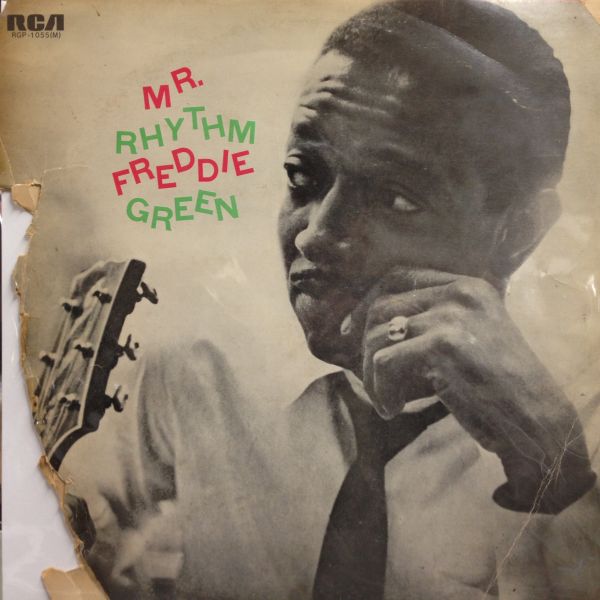 RCA
RGP-1055(M)
MR.
RHYTHM
FREDDIE
GREEN